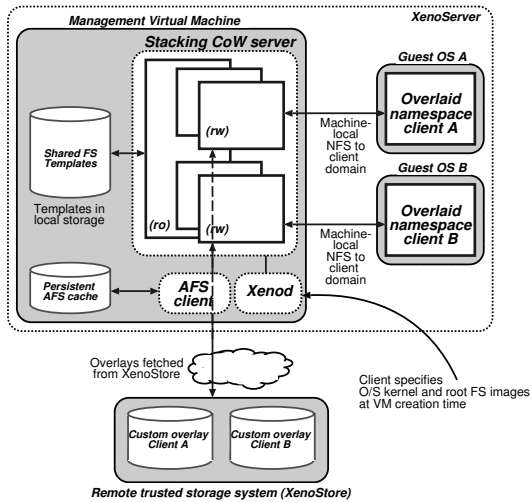 Management Virtual Machine
XenoServer
Stacking CoW server
Guest OS A
Overlaid
namespace
client A
(rw)
Machine-
local
NFS to
client
domain
Shared FS
Templates
Guest OS B
Overlaid
namespace
client B
Templates in
local storage
(ro)
(rw)
Machine-
local
NFS to
client
domain
Persistent
AFS cache
AFS
client
Xenod
Overlays fetched
from XenoStore
Client specifies
O/S kernel and root FS images
at VM creation time
Custom overlay
Client A
Custom overlay
Client B
Remote trusted storage system (XenoStore)